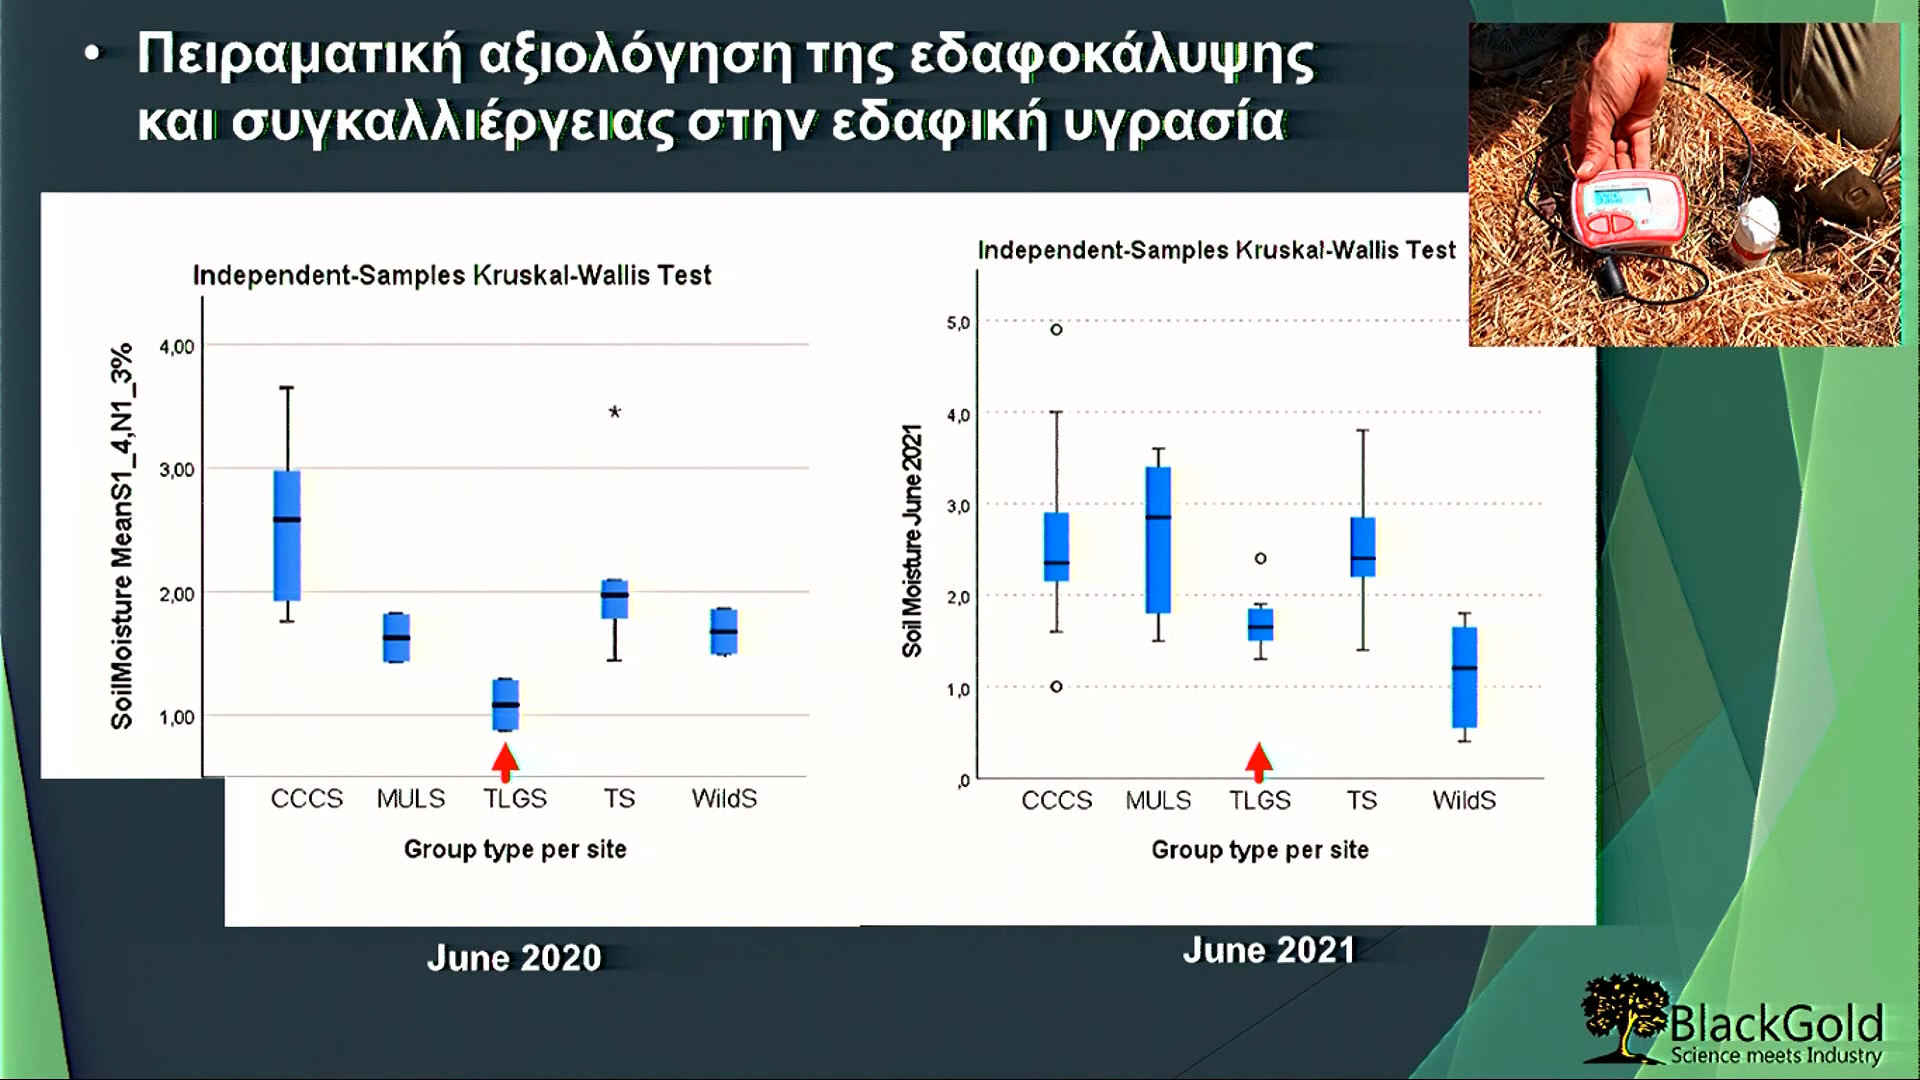 • Πειραματική αξιολόγηση της εδαφοκάλυψης
και συγκαλλιέργειας στην εδαφική υγρασία
Independent-Samples Kruskal-Wallis Test
SoilMoisture MeanS1_4,N1_3%
4,00
3,00
2,00
1,00
*
CCCS MULS TLGS TS WildS
Group type per site
June 2020
Independent-Samples Kruskal-Wallis Test
Soil Moisture June 2021
5,0
4,0
3,0
2,0
1,0
,0
CCCS MULS TLGS TS WildS
Group type per site
June 2021
BlackGold
Science meets Industry